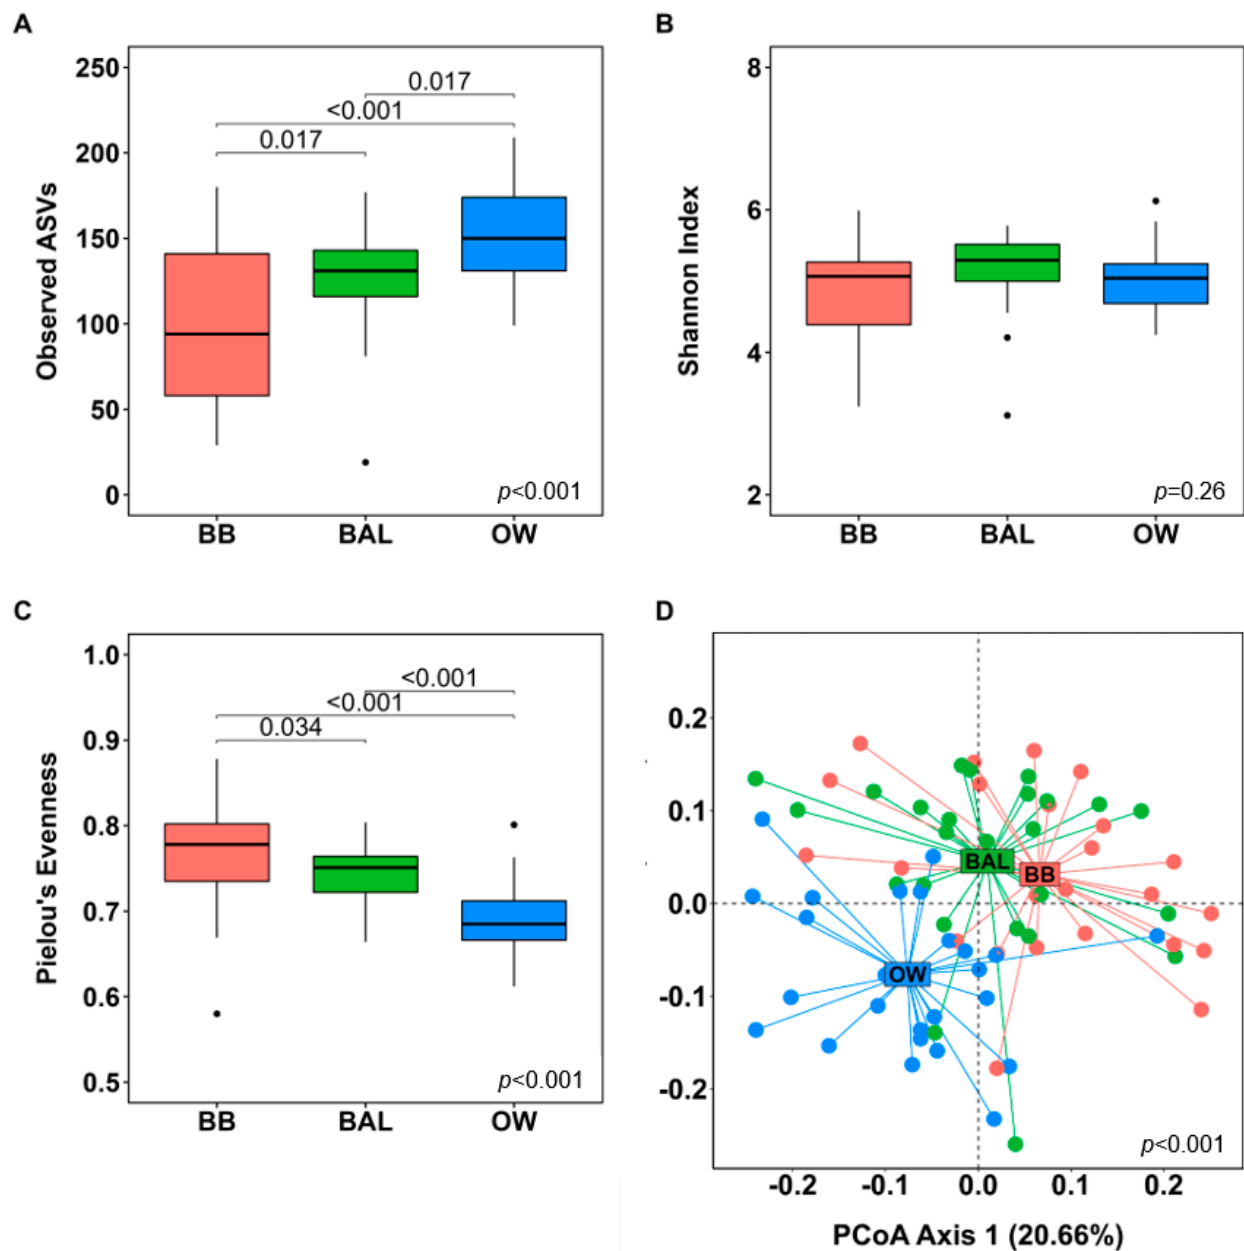 A
Observed ASVs
250
200
150
100
50
0
0.017
<0.001
0.017
p<0.001
BB BAL OW
B
Shannon Index
8
6
4
2
p=0.26
BB BAL OW
C
Pielou's Evenness
1.0
0.9
0.8
0.7
0.6
0.5
<0.001
<0.001
0.034
p<0.001
BB BAL OW
D
0.2
0.1
0.0
-0.1
-0.2
BAL
BB
OW
p<0.001
-0.2 -0.1 0.0 0.1 0.2
PCoA Axis 1 (20.66%)